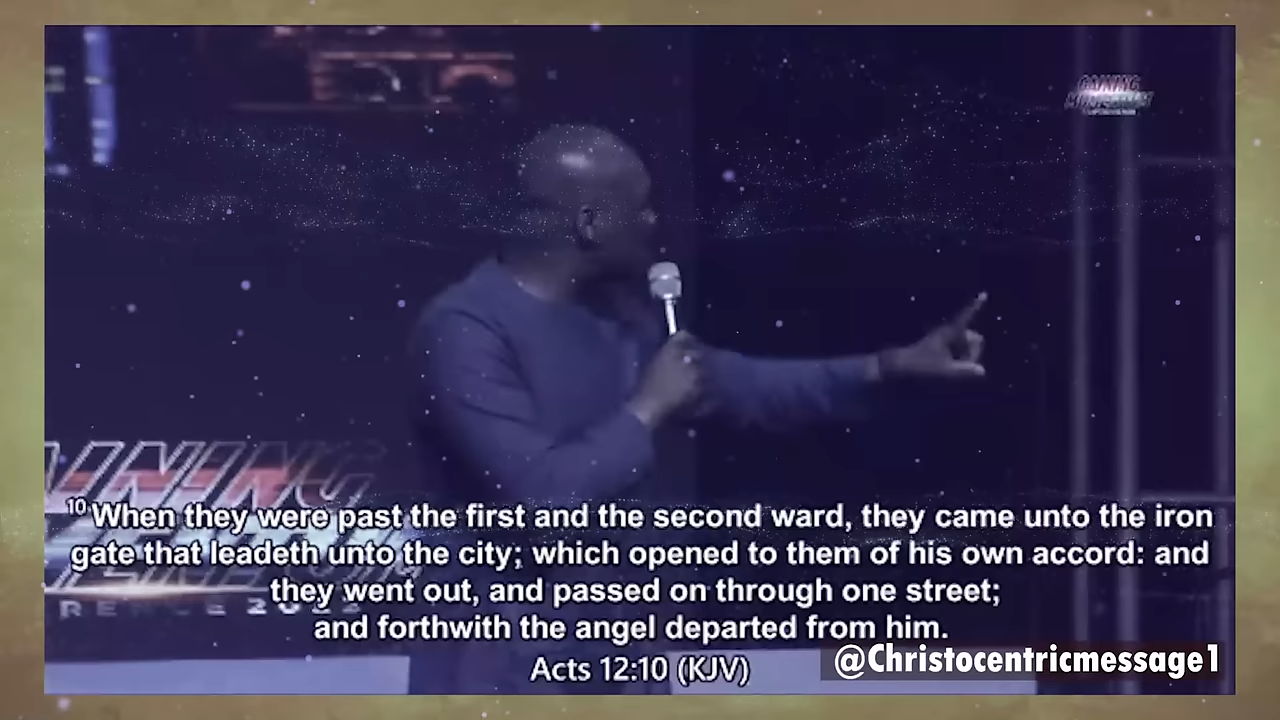 GAINING
AINING
10 When they were past the first and the second ward, they came unto the iron
gate that leadeth unto the city; which opened to them of his own accord: and
they went out, and passed on through one street;
and forthwith the angel departed from him.
Acts 12:10 (KJV)
@Christocentricmessage1